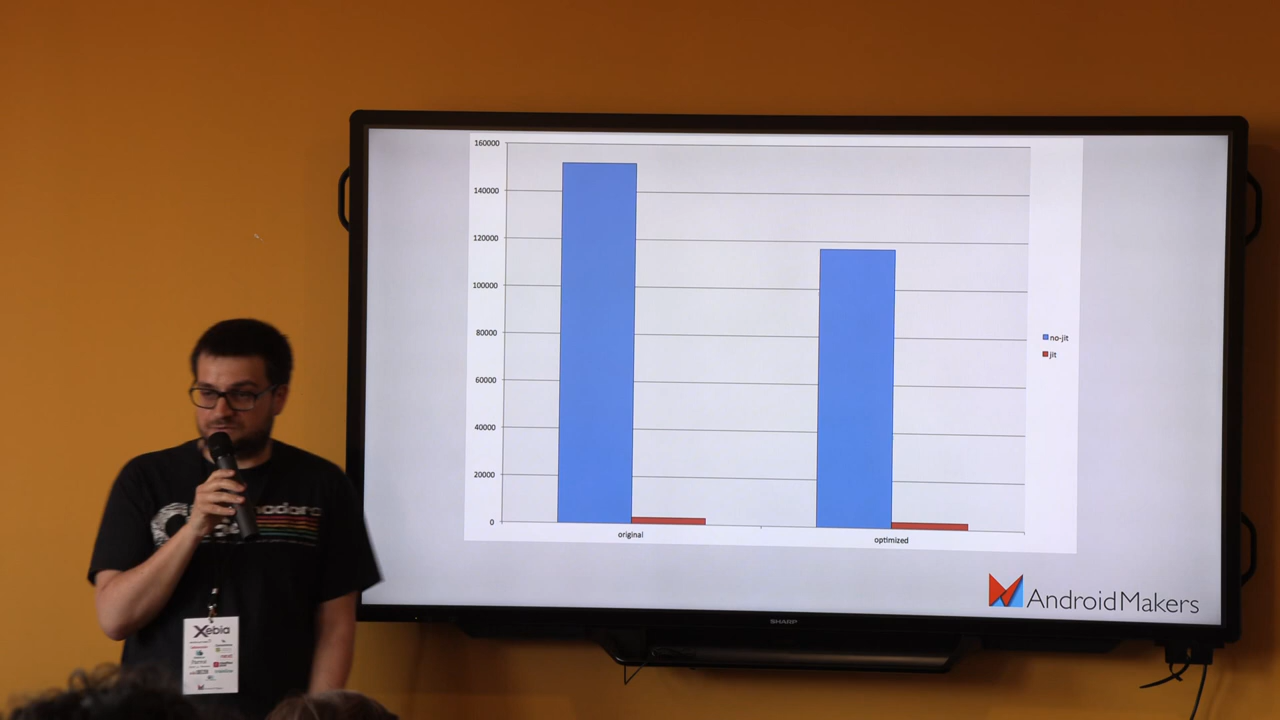 160000
140000
120000
100000
80000
60000
40000
20000
0
original
optimized
no-jit
jit
AndroidMakers
SHARP
Xebia